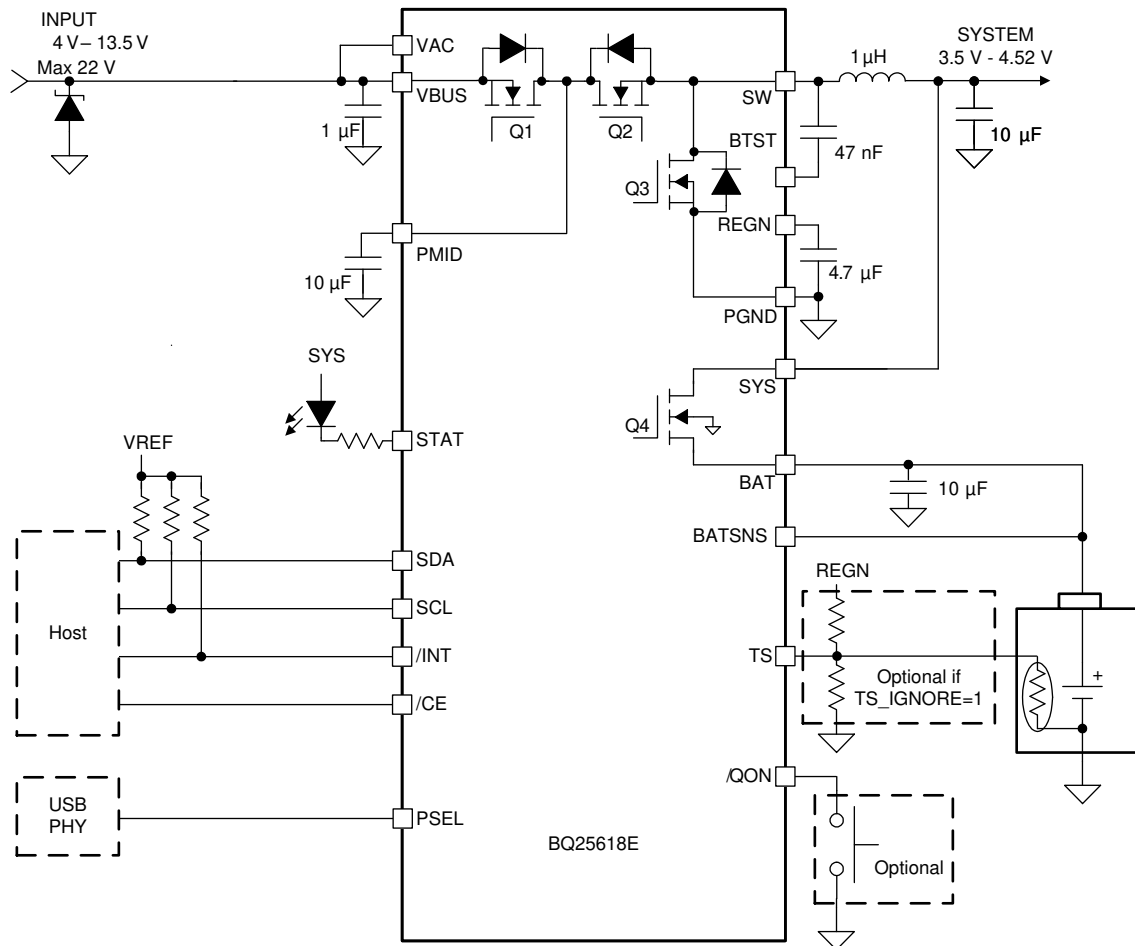 INPUT
4 V – 13.5 V
Max 22 V
VAC
VBUS
1 µF
Q1
Q2
SW
1 µH
SYSTEM
3.5 V - 4.52 V
10 µF
BTST
47 nF
Q3
REGN
4.7 µF
PMID
10 µF
PGND
SYS
SYS
Q4
STAT
VREF
BAT
10 µF
BATSNS
SDA
REGN
SCL
Host
/INT
TS
Optional if
TS_IGNORE=1
+
/CE
/QON
USB
PHY
PSEL
BQ25618E
Optional